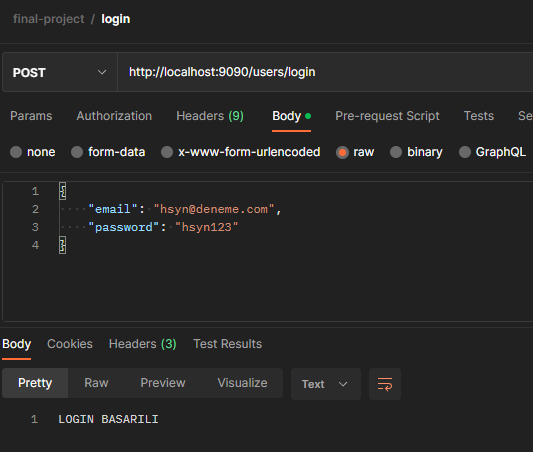 final-project / login
POST http://localhost:9090/users/login
Params Authorization Headers (9) Body Pre-request Script Tests Se
none form-data x-www-form-urlencoded raw binary GraphQL
1 {
2 "email": "hsyn@deneme.com",
3 "password": "hsyn123"
4 }
Body Cookies Headers (3) Test Results
Pretty Raw Preview Visualize Text
1 LOGIN BASARILI